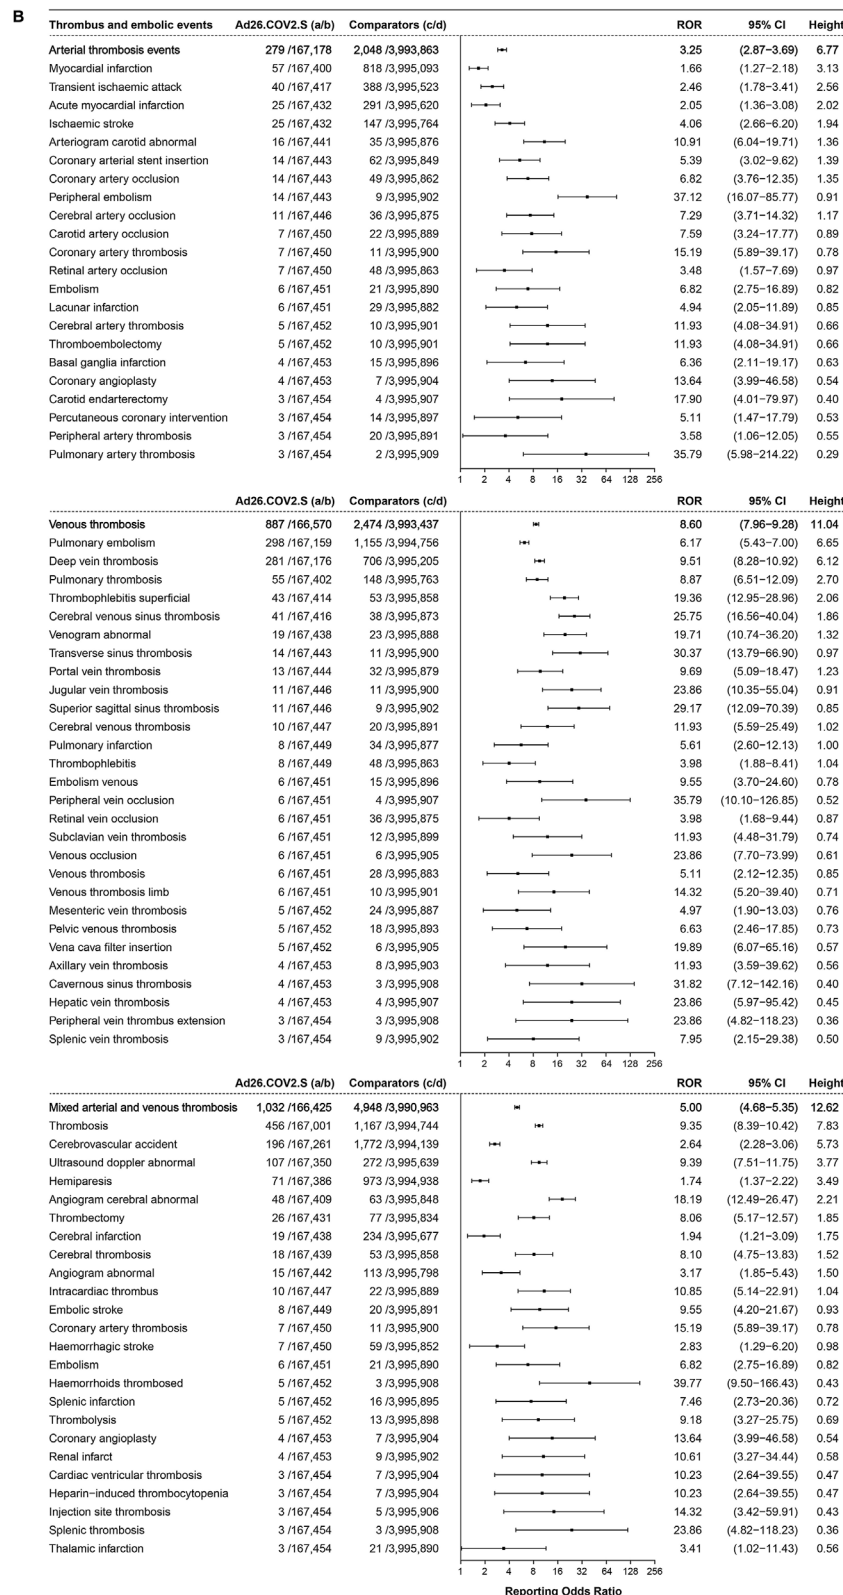 B
Thrombus and embolic events Ad26.COV2.S (a/b) Comparators (c/d) ROR 95% CI Height
Arterial thrombosis events 279 /167,178 2,048 /3,993,863 3.25 (2.87−3.69) 6.77
Myocardial infarction 57 /167,400 818 /3,995,093 1.66 (1.27−2.18) 3.13
Transient ischaemic attack 40 /167,417 388 /3,995,523 2.46 (1.78−3.41) 2.56
Acute myocardial infarction 25 /167,432 291 /3,995,620 2.05 (1.36−3.08) 2.02
Ischaemic stroke 25 /167,432 147 /3,995,764 4.06 (2.66−6.20) 1.94
Arteriogram carotid abnormal 16 /167,441 35 /3,995,876 10.91 (6.04−19.71) 1.36
Coronary arterial stent insertion 14 /167,443 62 /3,995,849 5.39 (3.02−9.62) 1.39
Coronary artery occlusion 14 /167,443 49 /3,995,862 6.82 (3.76−12.35) 1.35
Peripheral embolism 14 /167,443 9 /3,995,902 37.12 (16.07−85.77) 0.91
Cerebral artery occlusion 11 /167,446 36 /3,995,875 7.29 (3.71−14.32) 1.17
Carotid artery occlusion 7 /167,450 22 /3,995,889 7.59 (3.24−17.77) 0.89
Coronary artery thrombosis 7 /167,450 11 /3,995,900 15.19 (5.89−39.17) 0.78
Retinal artery occlusion 7 /167,450 48 /3,995,863 3.48 (1.57−7.69) 0.97
Embolism 6 /167,451 21 /3,995,890 6.82 (2.75−16.89) 0.82
Lacunar infarction 6 /167,451 29 /3,995,882 4.94 (2.05−11.89) 0.85
Cerebral artery thrombosis 5 /167,452 10 /3,995,901 11.93 (4.08−34.91) 0.66
Thromboembolectomy 5 /167,452 10 /3,995,901 11.93 (4.08−34.91) 0.66
Basal ganglia infarction 4 /167,453 15 /3,995,896 6.36 (2.11−19.17) 0.63
Coronary angioplasty 4 /167,453 7 /3,995,904 13.64 (3.99−46.58) 0.54
Carotid endarterectomy 3 /167,454 4 /3,995,907 17.90 (4.01−79.97) 0.40
Percutaneous coronary intervention 3 /167,454 14 /3,995,897 5.11 (1.47−17.79) 0.53
Peripheral artery thrombosis 3 /167,454 20 /3,995,891 3.58 (1.06−12.05) 0.55
Pulmonary artery thrombosis 3 /167,454 2 /3,995,909 35.79 (5.98−214.22) 0.29
1 2 4 8 16 32 64 128 256
Ad26.COV2.S (a/b) Comparators (c/d) ROR 95% CI Height
Venous thrombosis 887 /166,570 2,474 /3,993,437 8.60 (7.96−9.28) 11.04
Pulmonary embolism 298 /167,159 1,155 /3,994,756 6.17 (5.43−7.00) 6.65
Deep vein thrombosis 281 /167,176 706 /3,995,205 9.51 (8.28−10.92) 6.12
Pulmonary thrombosis 55 /167,402 148 /3,995,763 8.87 (6.51−12.09) 2.70
Thrombophlebitis superficial 43 /167,414 53 /3,995,858 19.36 (12.95−28.96) 2.06
Cerebral venous sinus thrombosis 41 /167,416 38 /3,995,873 25.75 (16.56−40.04) 1.86
Venogram abnormal 19 /167,438 23 /3,995,888 19.71 (10.74−36.20) 1.32
Transverse sinus thrombosis 14 /167,443 11 /3,995,900 30.37 (13.79−66.90) 0.97
Portal vein thrombosis 13 /167,444 32 /3,995,879 9.69 (5.09−18.47) 1.23
Jugular vein thrombosis 11 /167,446 11 /3,995,900 23.86 (10.35−55.04) 0.91
Superior sagittal sinus thrombosis 11 /167,446 9 /3,995,902 29.17 (12.09−70.39) 0.85
Cerebral venous thrombosis 10 /167,447 20 /3,995,891 11.93 (5.59−25.49) 1.02
Pulmonary infarction 8 /167,449 34 /3,995,877 5.61 (2.60−12.13) 1.00
Thrombophlebitis 8 /167,449 48 /3,995,863 3.98 (1.88−8.41) 1.04
Embolism venous 6 /167,451 15 /3,995,896 9.55 (3.70−24.60) 0.78
Peripheral vein occlusion 6 /167,451 4 /3,995,907 35.79 (10.10−126.85) 0.52
Retinal vein occlusion 6 /167,451 36 /3,995,875 3.98 (1.68−9.44) 0.87
Subclavian vein thrombosis 6 /167,451 12 /3,995,899 11.93 (4.48−31.79) 0.74
Venous occlusion 6 /167,451 6 /3,995,905 23.86 (7.70−73.99) 0.61
Venous thrombosis 6 /167,451 28 /3,995,883 5.11 (2.12−12.35) 0.85
Venous thrombosis limb 6 /167,451 10 /3,995,901 14.32 (5.20−39.40) 0.71
Mesenteric vein thrombosis 5 /167,452 24 /3,995,887 4.97 (1.90−13.03) 0.76
Pelvic venous thrombosis 5 /167,452 18 /3,995,893 6.63 (2.46−17.85) 0.73
Vena cava filter insertion 5 /167,452 6 /3,995,905 19.89 (6.07−65.16) 0.57
Axillary vein thrombosis 4 /167,453 8 /3,995,903 11.93 (3.59−39.62) 0.56
Cavernous sinus thrombosis 4 /167,453 3 /3,995,908 31.82 (7.12−142.16) 0.40
Hepatic vein thrombosis 4 /167,453 4 /3,995,907 23.86 (5.97−95.42) 0.45
Peripheral vein thrombus extension 3 /167,454 3 /3,995,908 23.86 (4.82−118.23) 0.36
Splenic vein thrombosis 3 /167,454 9 /3,995,902 7.95 (2.15−29.38) 0.50
1 2 4 8 16 32 64 128 256
Ad26.COV2.S (a/b) Comparators (c/d) ROR 95% CI Height
Mixed arterial and venous thrombosis 1,032 /166,425 4,948 /3,990,963 5.00 (4.68−5.35) 12.62
Thrombosis 456 /167,001 1,167 /3,994,744 9.35 (8.39−10.42) 7.83
Cerebrovascular accident 196 /167,261 1,772 /3,994,139 2.64 (2.28−3.06) 5.73
Ultrasound doppler abnormal 107 /167,350 272 /3,995,639 9.39 (7.51−11.75) 3.77
Hemiparesis 71 /167,386 973 /3,994,938 1.74 (1.37−2.22) 3.49
Angiogram cerebral abnormal 48 /167,409 63 /3,995,848 18.19 (12.49−26.47) 2.21
Thrombectomy 26 /167,431 77 /3,995,834 8.06 (5.17−12.57) 1.85
Cerebral infarction 19 /167,438 234 /3,995,677 1.94 (1.21−3.09) 1.75
Cerebral thrombosis 18 /167,439 53 /3,995,858 8.10 (4.75−13.83) 1.52
Angiogram abnormal 15 /167,442 113 /3,995,798 3.17 (1.85−5.43) 1.50
Intracardiac thrombus 10 /167,447 22 /3,995,889 10.85 (5.14−22.91) 1.04
Embolic stroke 8 /167,449 20 /3,995,891 9.55 (4.20−21.67) 0.93
Coronary artery thrombosis 7 /167,450 11 /3,995,900 15.19 (5.89−39.17) 0.78
Haemorrhagic stroke 7 /167,450 59 /3,995,852 2.83 (1.29−6.20) 0.98
Embolism 6 /167,451 21 /3,995,890 6.82 (2.75−16.89) 0.82
Haemorrhoids thrombosed 5 /167,452 3 /3,995,908 39.77 (9.50−166.43) 0.43
Splenic infarction 5 /167,452 16 /3,995,895 7.46 (2.73−20.36) 0.72
Thrombolysis 5 /167,452 13 /3,995,898 9.18 (3.27−25.75) 0.69
Coronary angioplasty 4 /167,453 7 /3,995,904 13.64 (3.99−46.58) 0.54
Renal infarct 4 /167,453 9 /3,995,902 10.61 (3.27−34.44) 0.58
Cardiac ventricular thrombosis 3 /167,454 7 /3,995,904 10.23 (2.64−39.55) 0.47
Heparin−induced thrombocytopenia 3 /167,454 7 /3,995,904 10.23 (2.64−39.55) 0.47
Injection site thrombosis 3 /167,454 5 /3,995,906 14.32 (3.42−59.91) 0.43
Splenic thrombosis 3 /167,454 3 /3,995,908 23.86 (4.82−118.23) 0.36
Thalamic infarction 3 /167,454 21 /3,995,890 3.41 (1.02−11.43) 0.56
1 2 4 8 16 32 64 128 256
Reporting Odds Ratio